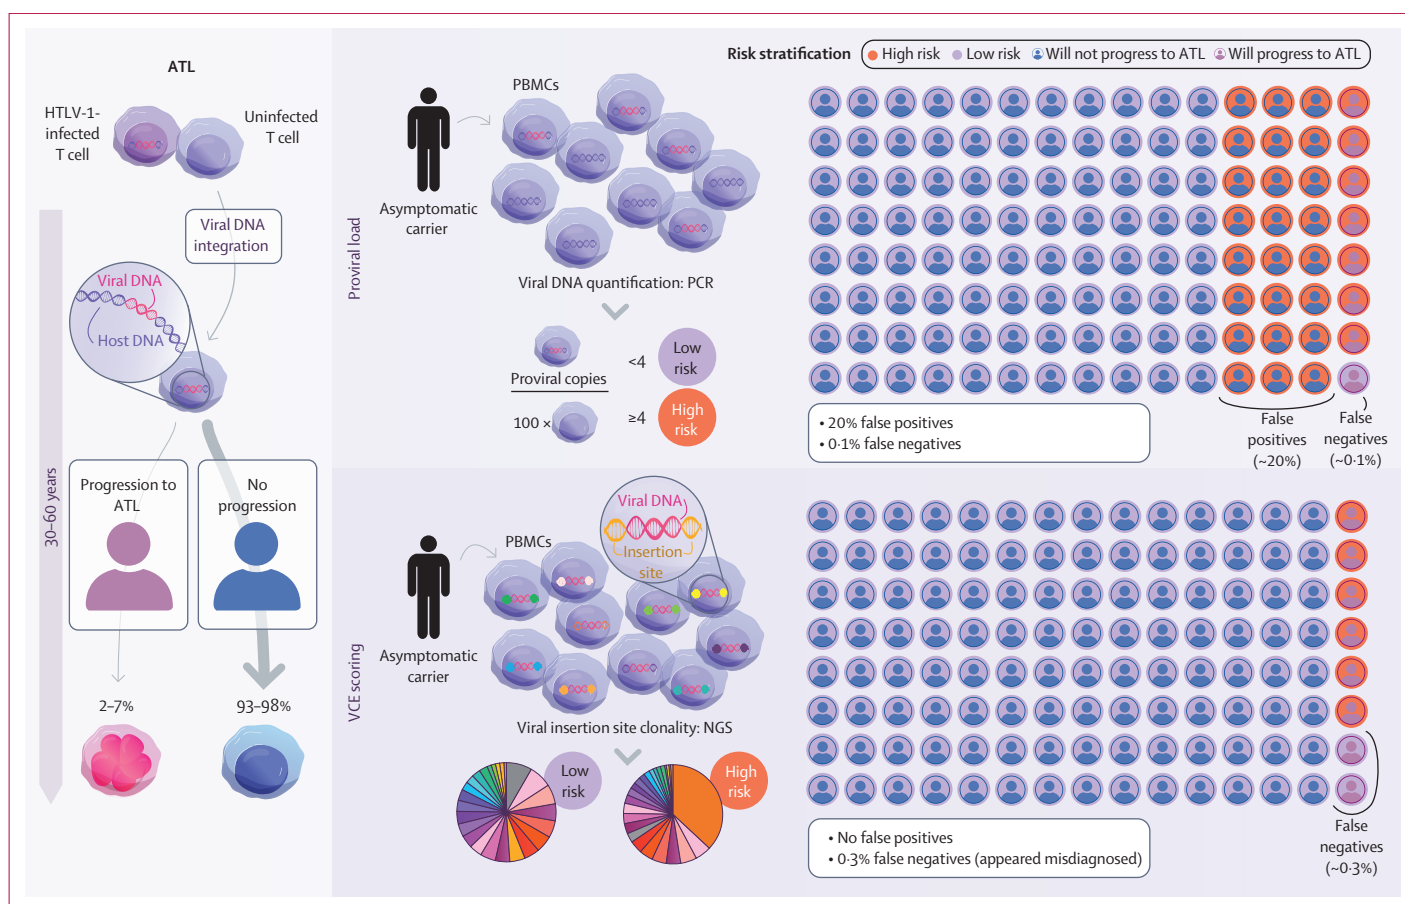 ATL
HTLV-1-
infected
T cell
Uninfected
T cell
Viral DNA
integration
Viral DNA
Host DNA
30–60 years
Progression to
ATL
No
progression
2–7%
93–98%
Proviral load
Asymptomatic
carrier
PBMCs
Viral DNA quantification: PCR
Proviral copies
100 ×
<4
Low
risk
≥4
High
risk
Risk stratification
High risk
Low risk
Will not progress to ATL
Will progress to ATL
• 20% false positives
• 0·1% false negatives
False
positives
(~20%)
False
negatives
(~0·1%)
VCE scoring
Asymptomatic
carrier
PBMCs
Viral DNA
Insertion
site
Viral insertion site clonality: NGS
Low
risk
High
risk
• No false positives
• 0·3% false negatives (appeared misdiagnosed)
False
negatives
(~0·3%)